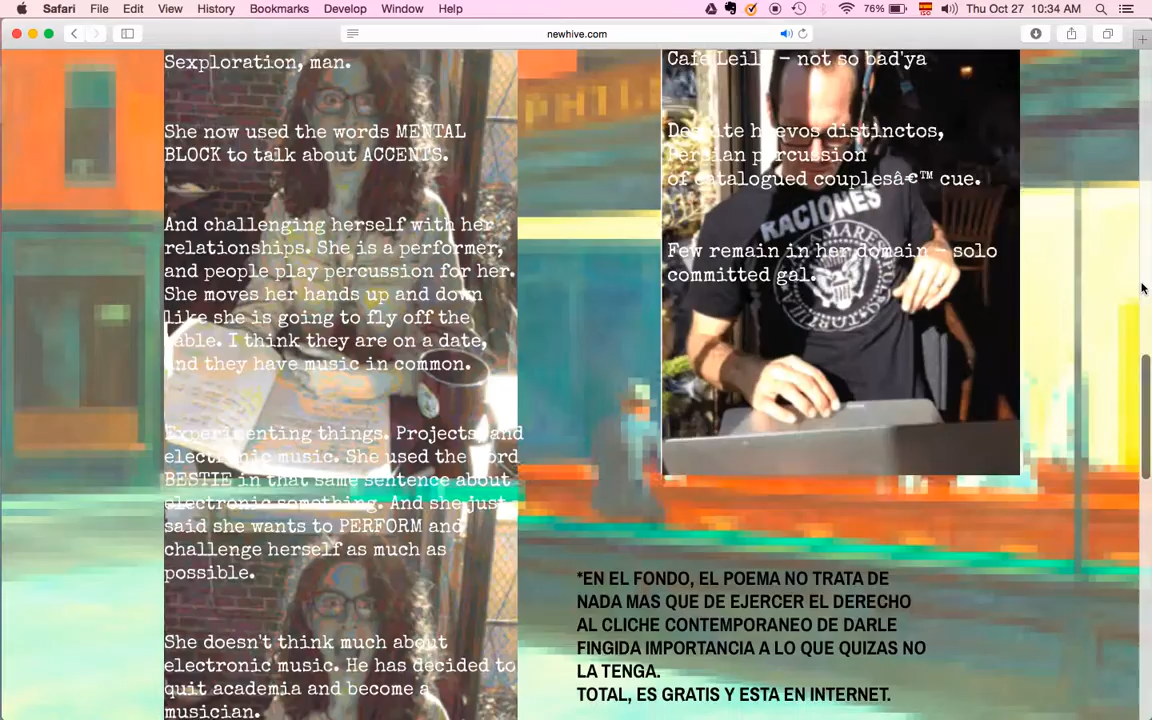 Safari File Edit View History Bookmarks Develop Window Help
76% Thu Oct 27 10:34 AM
newhive.com
Sexploration, man.
She now used the words MENTAL
BLOCK to talk about ACCENTS.
And challenging herself with her
relationships. She is a performer,
and people play percussion for her.
She moves her hands up and down
like she is going to fly off the
table. I think they are on a date,
and they have music in common.
Experimenting things. Projects, and
electronic music. She used the word
BESTIE in that same sentence about
electronic something. And she just
said she wants to PERFORM and
challenge herself as much as
possible.
She doesn't think much about
electronic music. He has decided to
quit academia and become a
musician.
PHILLI
Cafe Leila - not so bad'ya
Despite huevos distinctos,
Persian percussion
of catalogued couplesâ€™ cue.
RACIONES
Few remain in her domain - solo
committed gal.
*EN EL FONDO, EL POEMA NO TRATA DE
NADA MAS QUE DE EJERCER EL DERECHO
AL CLICHE CONTEMPORANEO DE DARLE
FINGIDA IMPORTANCIA A LO QUE QUIZAS NO
LA TENGA.
TOTAL, ES GRATIS Y ESTA EN INTERNET.